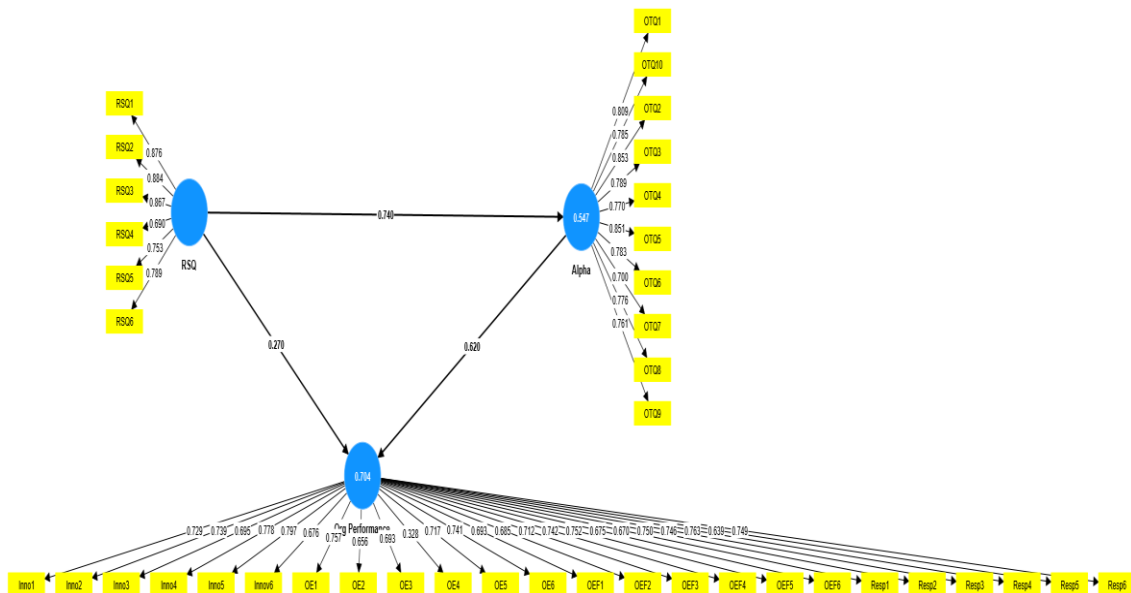 OTQ1
OTQ10
OTQ2
OTQ3
OTQ4
OTQ5
OTQ6
OTQ7
OTQ8
OTQ9
0.809
0.785
0.853
0.789
0.770
0.851
0.783
0.700
0.776
0.761
0.547
Alpha
RSQ1
RSQ2
RSQ3
RSQ4
RSQ5
RSQ6
0.876
0.884
0.867
0.690
0.753
0.789
RSQ
0.740
0.270
0.620
0.704
Org Performance
0.729 0.739 0.695 0.778 0.797 0.676 0.757 0.656 0.693 0.328 0.717 0.741 0.693 0.685 0.712 0.742 0.752 0.675 0.670 0.750 0.746 0.763 0.639 0.749
Inno1 Inno2 Inno3 Inno4 Inno5 Innov6 OE1 OE2 OE3 OE4 OE5 OE6 OEF1 OEF2 OEF3 OEF4 OEF5 OEF6 Resp1 Resp2 Resp3 Resp4 Resp5 Resp6